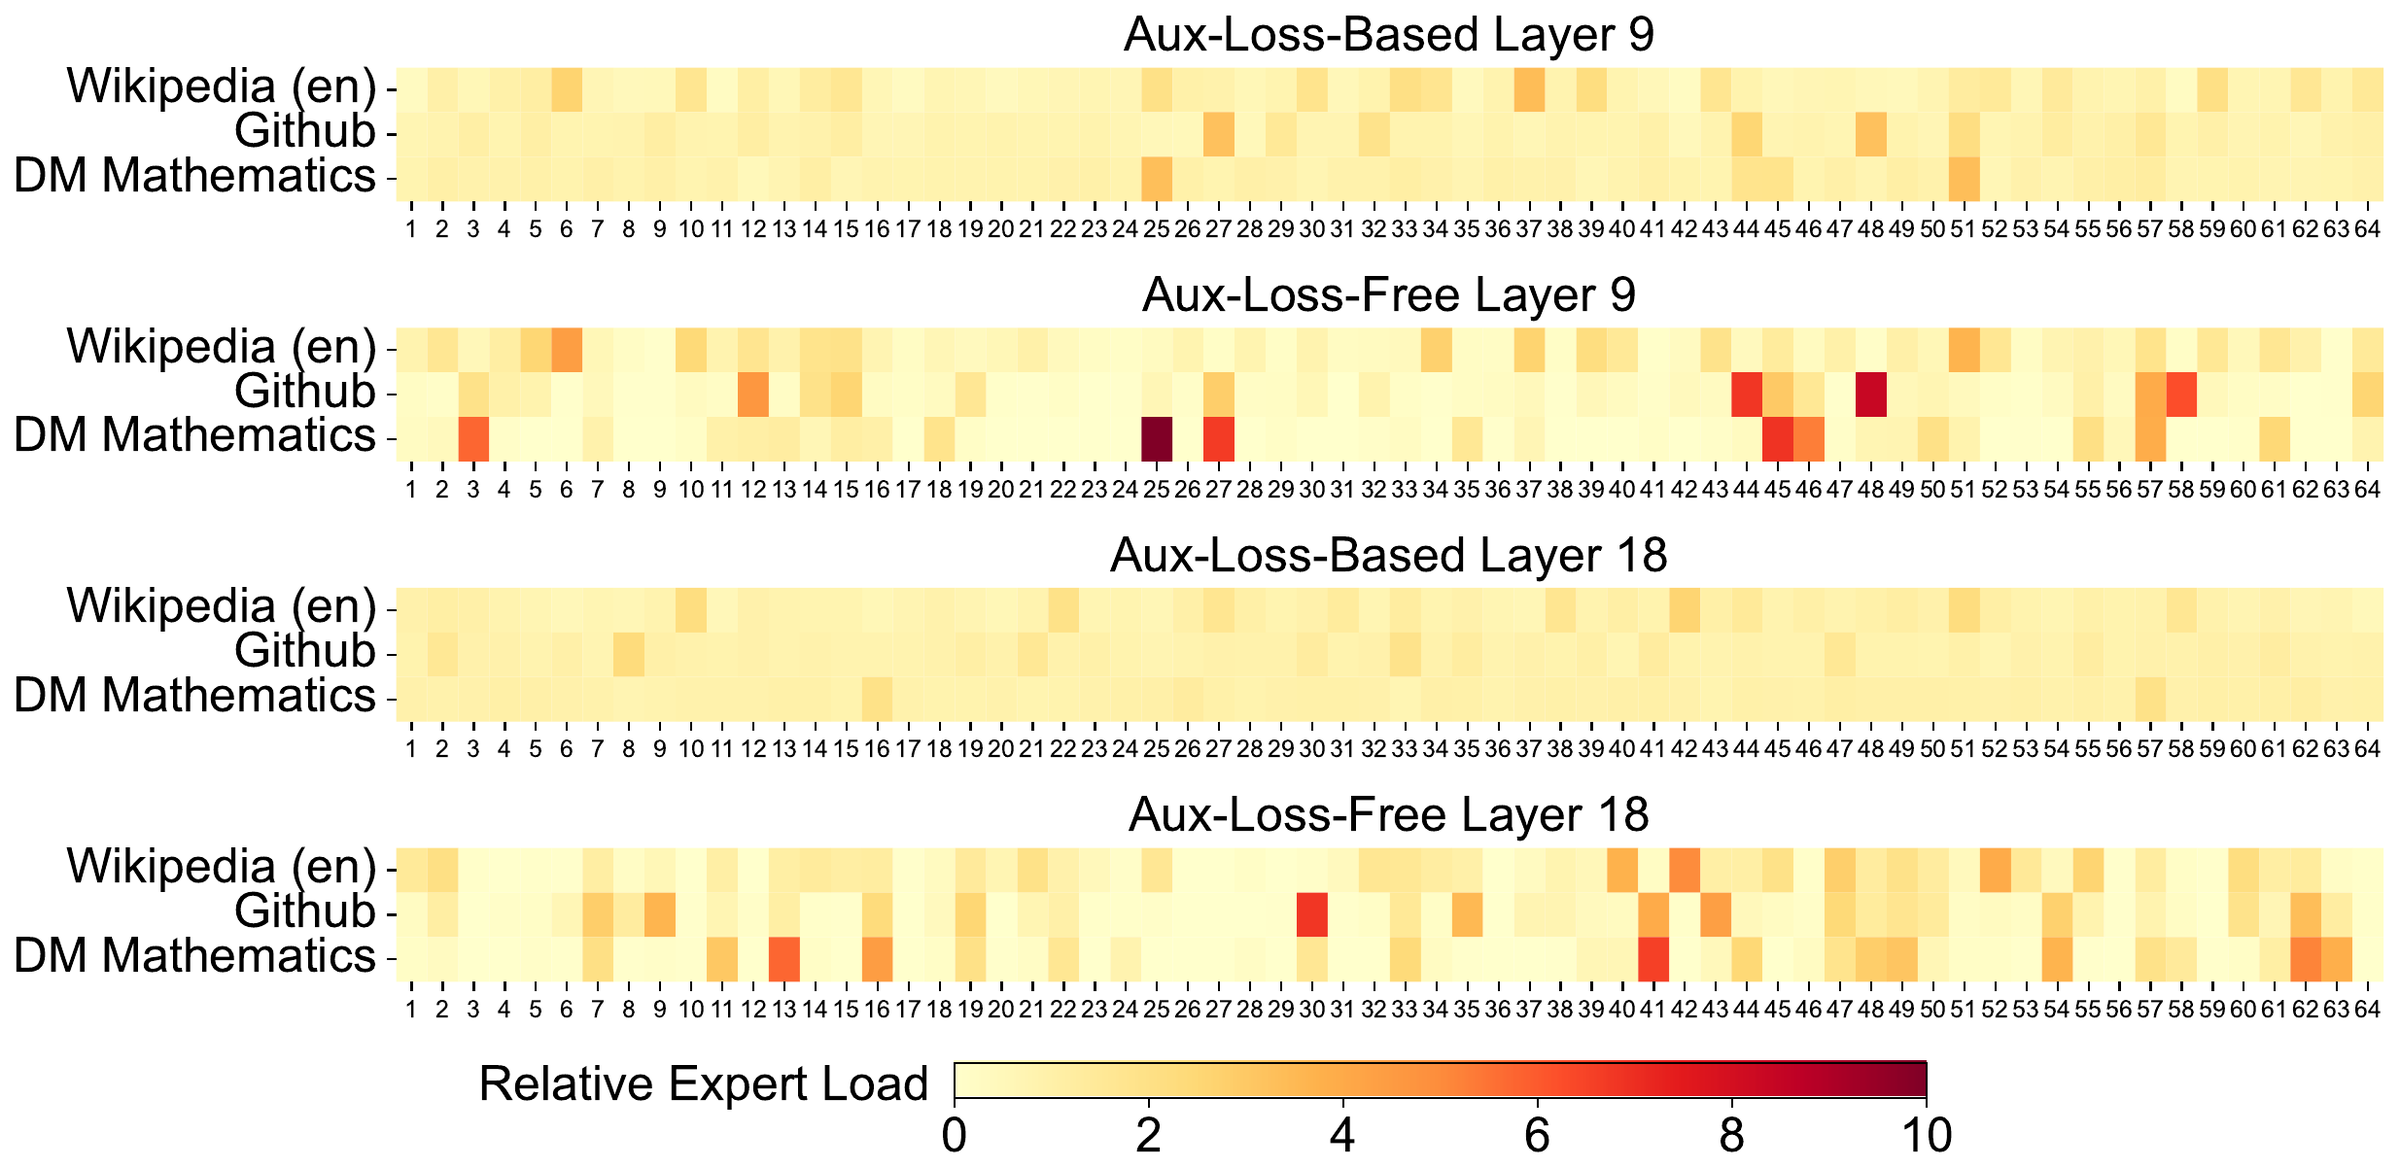 Aux-Loss-Based Layer 9
Wikipedia (en)
Github
DM Mathematics
1 2 3 4 5 6 7 8 9 10 11 12 13 14 15 16 17 18 19 20 21 22 23 24 25 26 27 28 29 30 31 32 33 34 35 36 37 38 39 40 41 42 43 44 45 46 47 48 49 50 51 52 53 54 55 56 57 58 59 60 61 62 63 64
Aux-Loss-Free Layer 9
Wikipedia (en)
Github
DM Mathematics
1 2 3 4 5 6 7 8 9 10 11 12 13 14 15 16 17 18 19 20 21 22 23 24 25 26 27 28 29 30 31 32 33 34 35 36 37 38 39 40 41 42 43 44 45 46 47 48 49 50 51 52 53 54 55 56 57 58 59 60 61 62 63 64
Aux-Loss-Based Layer 18
Wikipedia (en)
Github
DM Mathematics
1 2 3 4 5 6 7 8 9 10 11 12 13 14 15 16 17 18 19 20 21 22 23 24 25 26 27 28 29 30 31 32 33 34 35 36 37 38 39 40 41 42 43 44 45 46 47 48 49 50 51 52 53 54 55 56 57 58 59 60 61 62 63 64
Aux-Loss-Free Layer 18
Wikipedia (en)
Github
DM Mathematics
1 2 3 4 5 6 7 8 9 10 11 12 13 14 15 16 17 18 19 20 21 22 23 24 25 26 27 28 29 30 31 32 33 34 35 36 37 38 39 40 41 42 43 44 45 46 47 48 49 50 51 52 53 54 55 56 57 58 59 60 61 62 63 64
Relative Expert Load
0 2 4 6 8 10